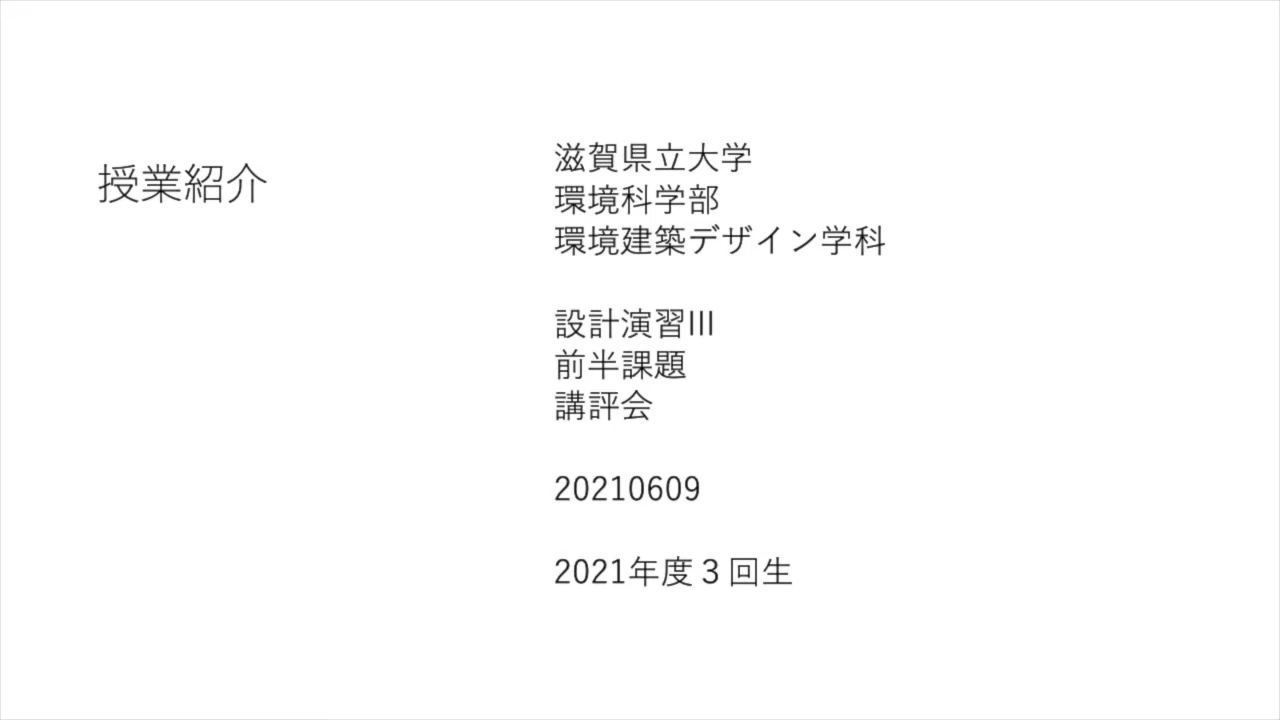 授業紹介
滋賀県立大学
環境科学部
環境建築デザイン学科
設計演習III
前半課題
講評会
20210609
2021年度３回生